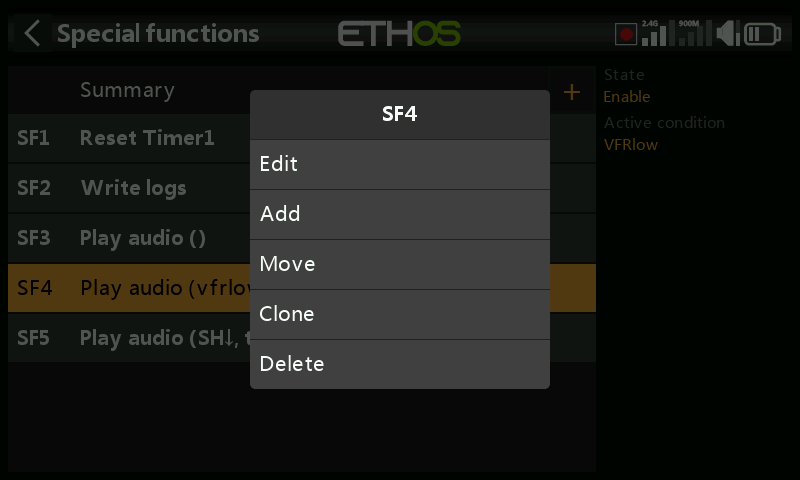 Special functions
ETHOS
2.4G
900M
Summary
+
State
Enable
Active condition
VFRlow
SF1 Reset Timer1
SF2 Write logs
SF3 Play audio ()
SF4 Play audio (vfrlo
SF5 Play audio (SH↓, t
SF4
Edit
Add
Move
Clone
Delete